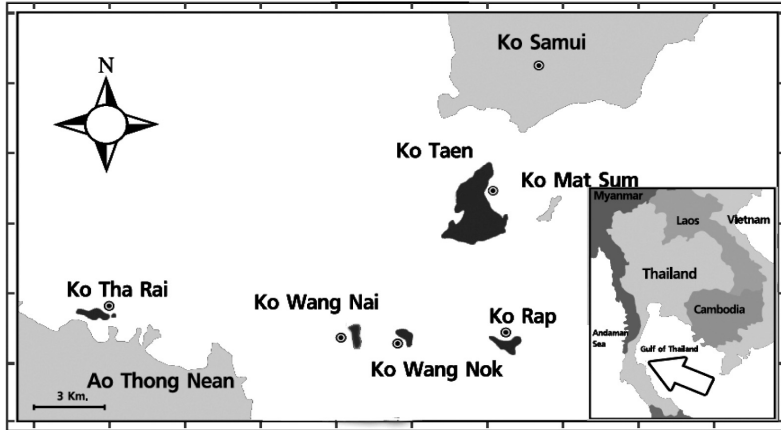 N
Ko Samui
Ko Taen
Ko Mat Sum
Ko Tha Rai
Ko Wang Nai
Ko Rap
Ko Wang Nok
Ao Thong Nean
3 Km.
Myanmar
Laos
Vietnam
Thailand
Cambodia
Andaman
Sea
Gulf of Thailand